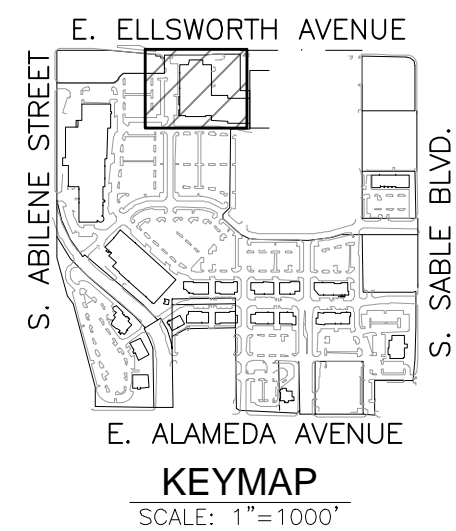 E. ELLSWORTH AVENUE
S. ABILENE STREET
S. SABLE BLVD.
E. ALAMEDA AVENUE
KEYMAP
SCALE: 1"=1000'